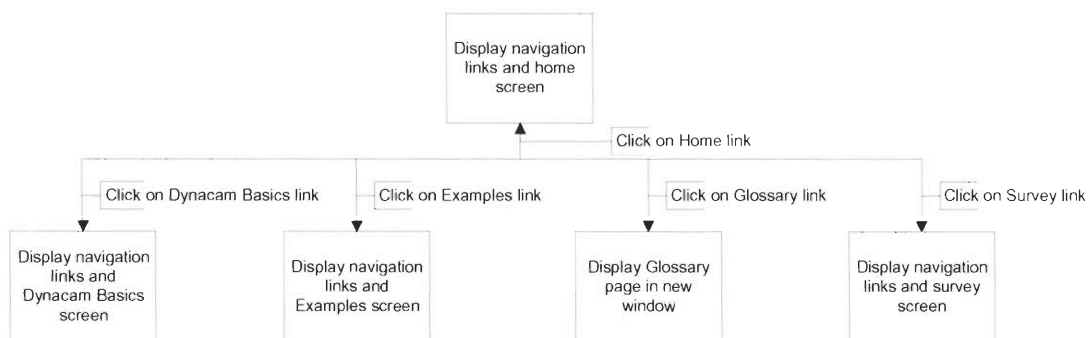 Display navigation
links and home
screen
Click on Home link
Click on Dynacam Basics link
Click on Examples link
Click on Glossary link
Click on Survey link
Display navigation
links and
Dynacam Basics
screen
Display navigation
links and
Examples screen
Display Glossary
page in new
window
Display navigation
links and survey
screen